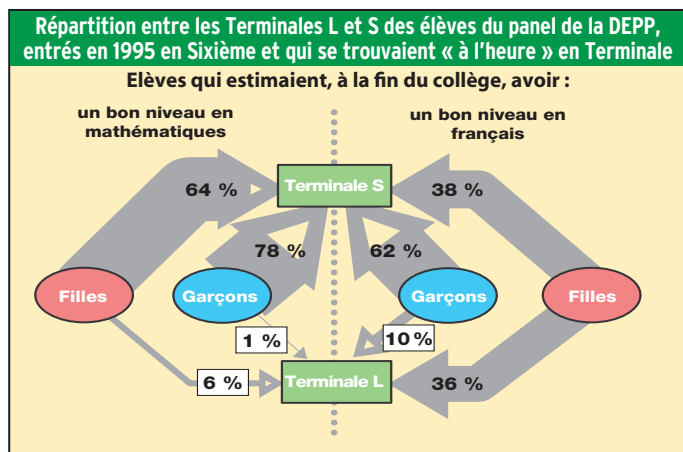 Répartition entre les Terminales L et S des élèves du panel de la DEPP,
entrés en 1995 en Sixième et qui se trouvaient « à l'heure » en Terminale
Elèves qui estimaient, à la fin du collège, avoir :
un bon niveau en
mathématiques
un bon niveau en
français
Terminale S
64 %
38 %
78 %
62 %
Filles
Garçons
Garçons
Filles
1 %
10 %
6 %
Terminale L
36 %